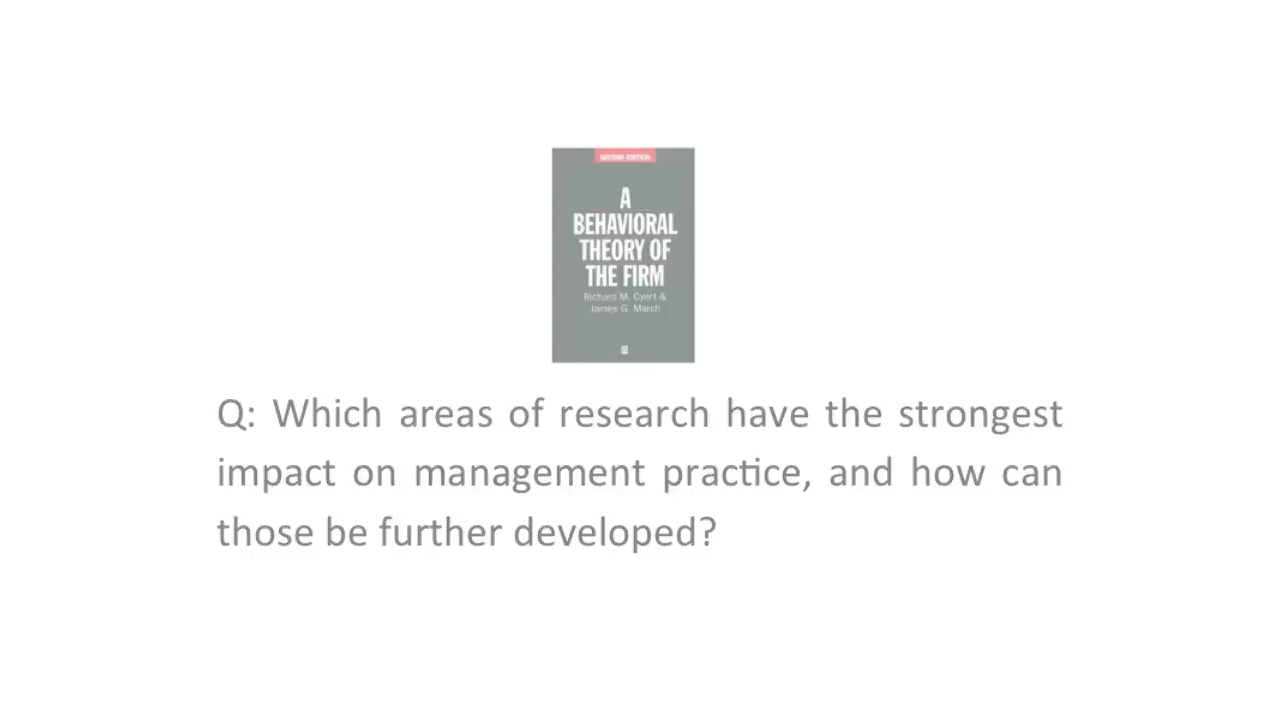 SECOND EDITION
A
BEHAVIORAL
THEORY OF
THE FIRM
Richard M. Cyert &
James G. March
Q: Which areas of research have the strongest
impact on management practice, and how can
those be further developed?